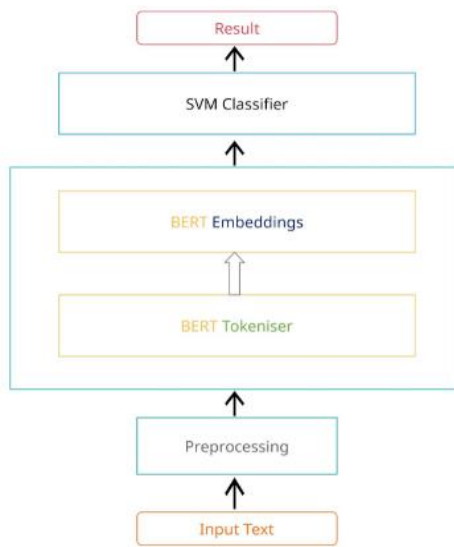 Result
SVM Classifier
BERT Embeddings
BERT Tokeniser
Preprocessing
Input Text